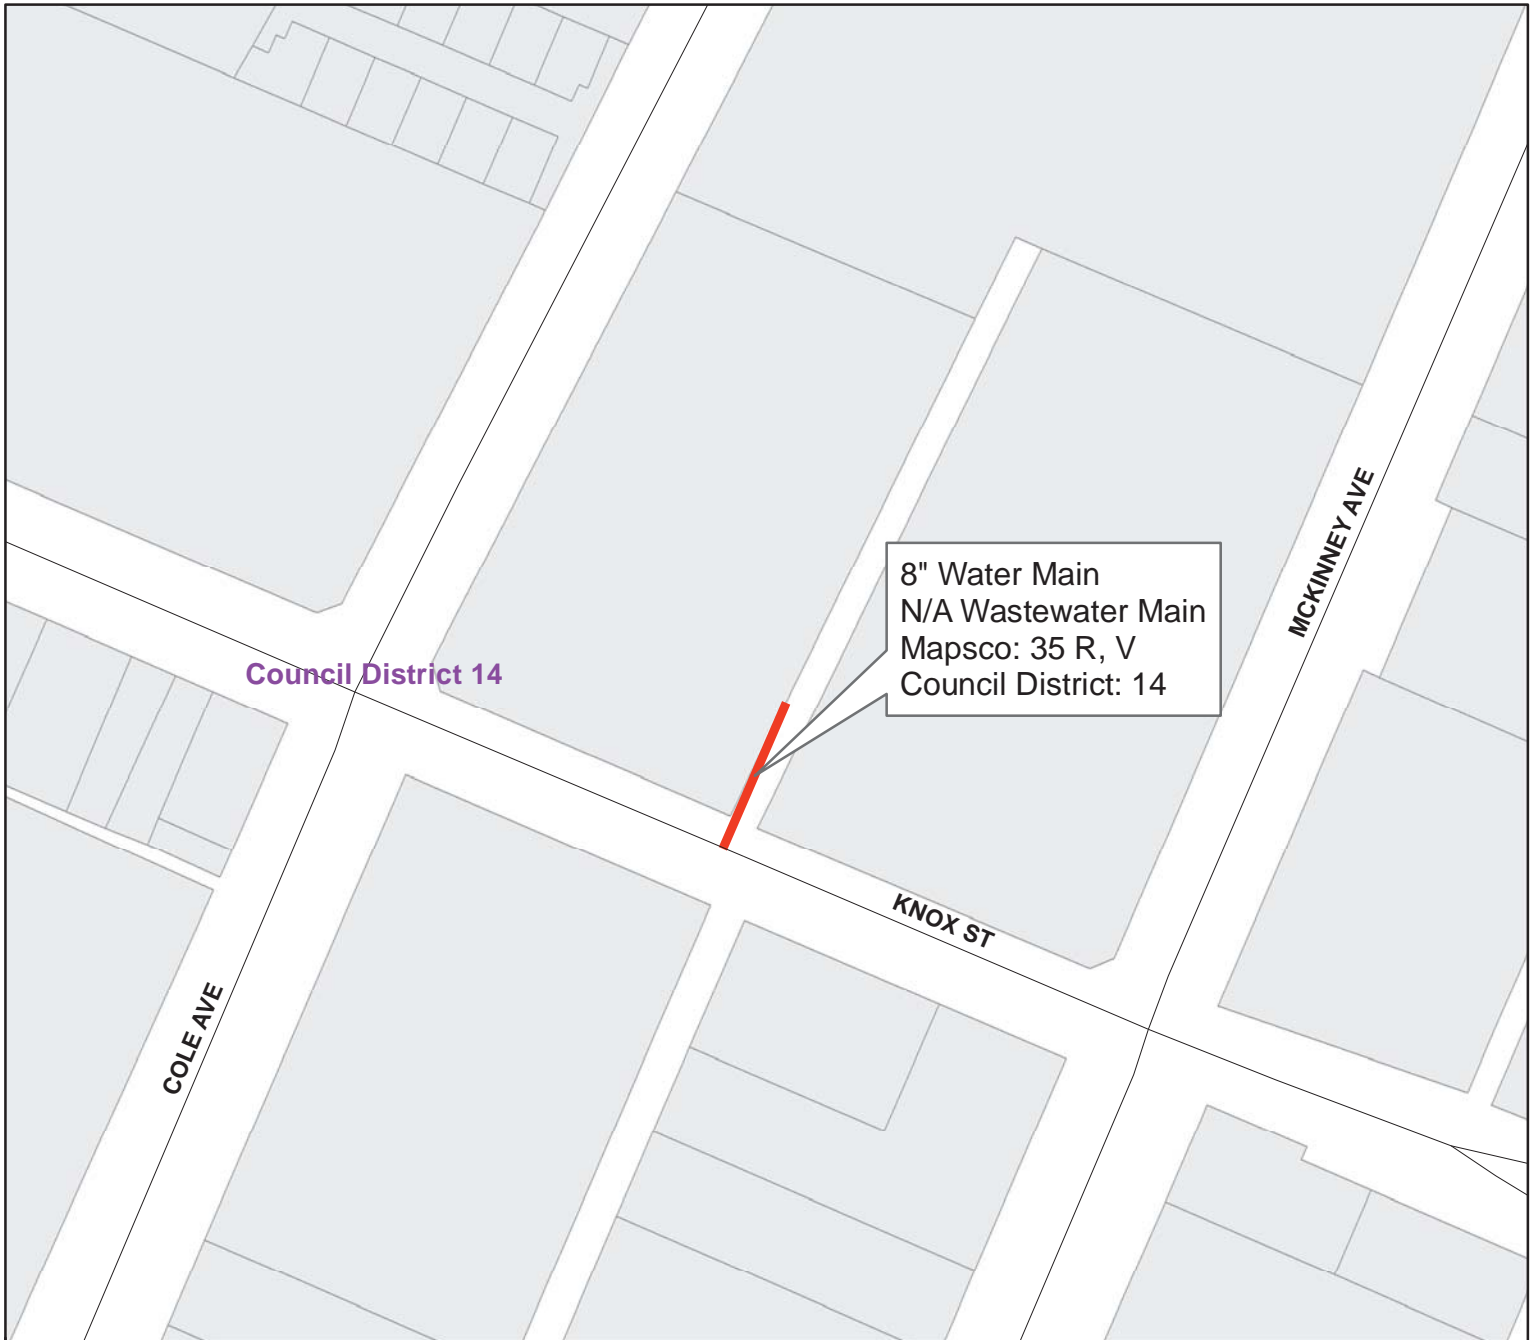 MCKINNEY AVE
8" Water Main
N/A Wastewater Main
Mapsco: 35 R, V
Council District: 14
Council District 14
KNOX ST
COLE AVE